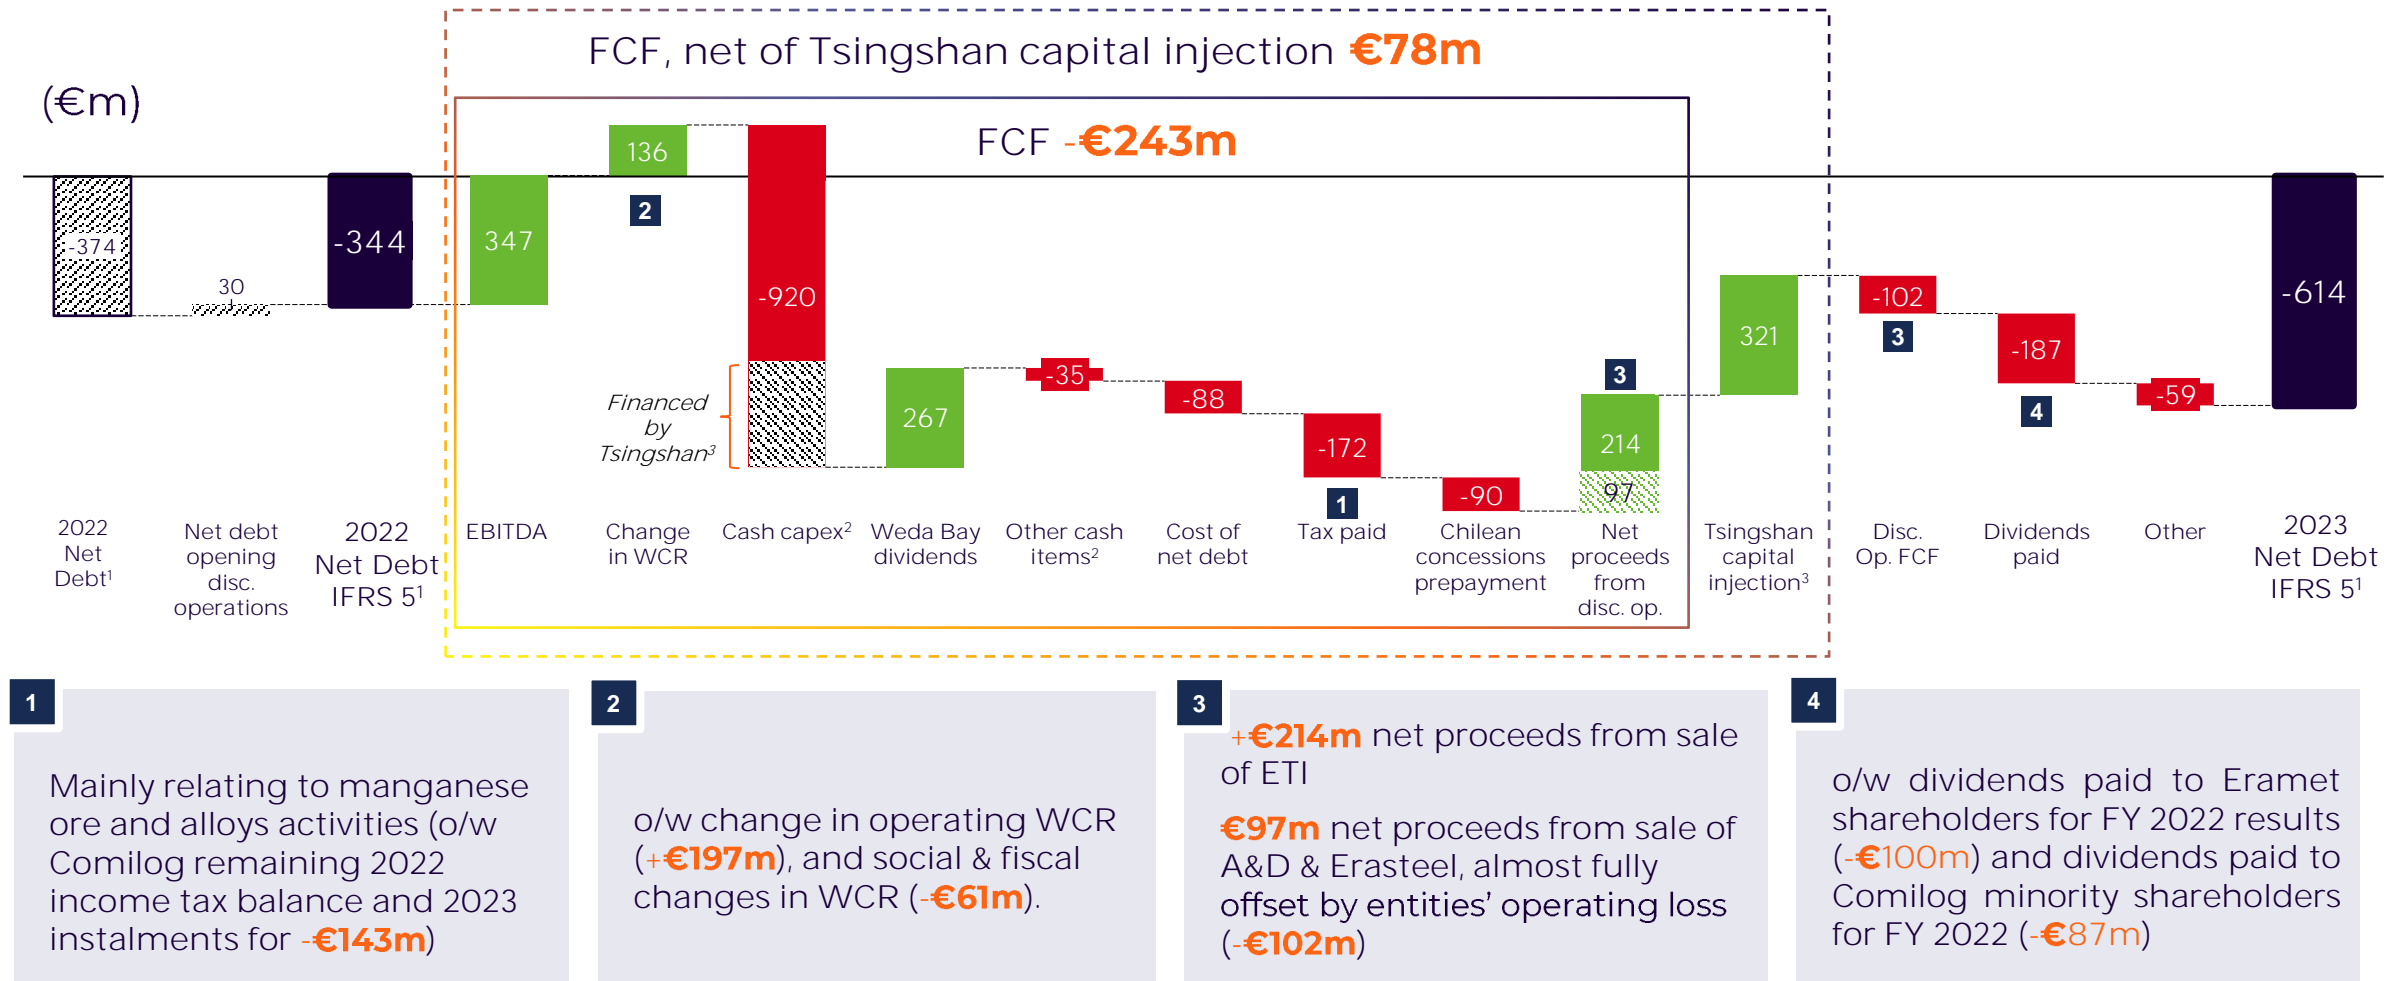 FCF, net of Tsingshan capital injection €78m
(€m)
FCF -€243m
-374
30
-344
347
136
2
-920
Financed
by
Tsingshan³
267
-35
-88
-172
1
-90
3
214
97
321
-102
3
-187
4
-59
-614
2022
Net
Debt¹
Net debt
opening
disc.
operations
2022
Net Debt
IFRS 5¹
EBITDA
Change
in WCR
Cash capex²
Weda Bay
dividends
Other cash
items²
Cost of
net debt
Tax paid
Chilean
concessions
prepayment
Net
proceeds
from
disc. op.
Tsingshan
capital
injection³
Disc.
Op. FCF
Dividends
paid
Other
2023
Net Debt
IFRS 5¹
1
Mainly relating to manganese
ore and alloys activities (o/w
Comilog remaining 2022
income tax balance and 2023
instalments for -€143m)
2
o/w change in operating WCR
(+€197m), and social & fiscal
changes in WCR (-€61m).
3
+€214m net proceeds from sale
of ETI
€97m net proceeds from sale of
A&D & Erasteel, almost fully
offset by entities’ operating loss
(-€102m)
4
o/w dividends paid to Eramet
shareholders for FY 2022 results
(-€100m) and dividends paid to
Comilog minority shareholders
for FY 2022 (-€87m)